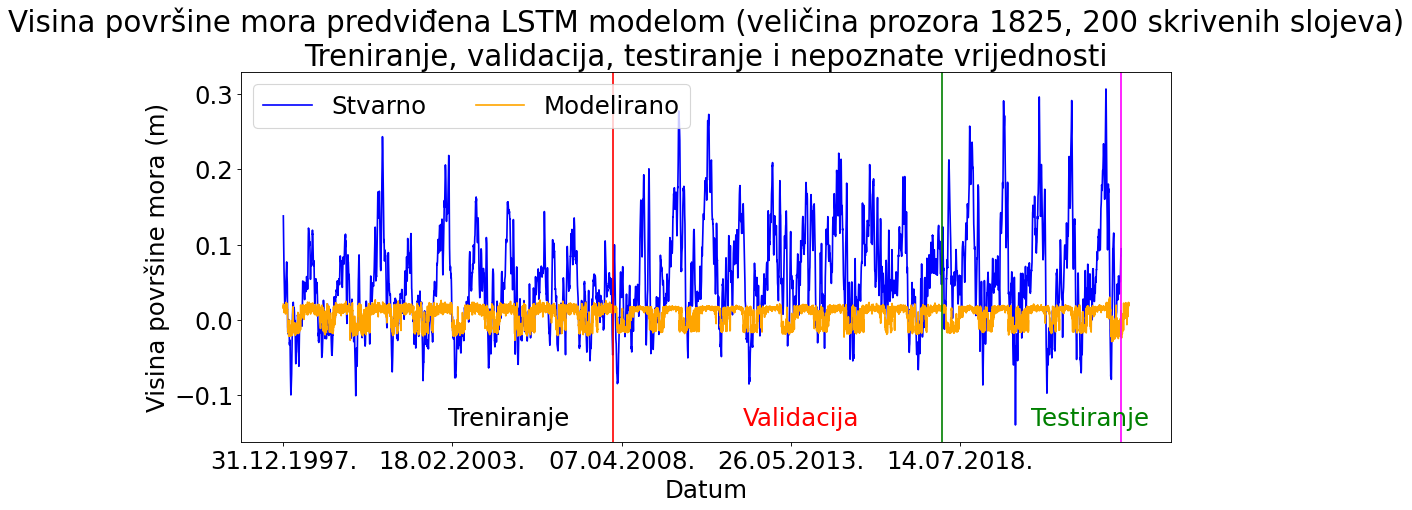 Visina površine mora predviđena LSTM modelom (veličina prozora 1825, 200 skrivenih slojeva)
Treniranje, validacija, testiranje i nepoznate vrijednosti
Stvarno
Modelirano
Visina površine mora (m)
0.3
0.2
0.1
0.0
−0.1
Treniranje
Validacija
Testiranje
31.12.1997.
18.02.2003.
07.04.2008.
26.05.2013.
14.07.2018.
Datum